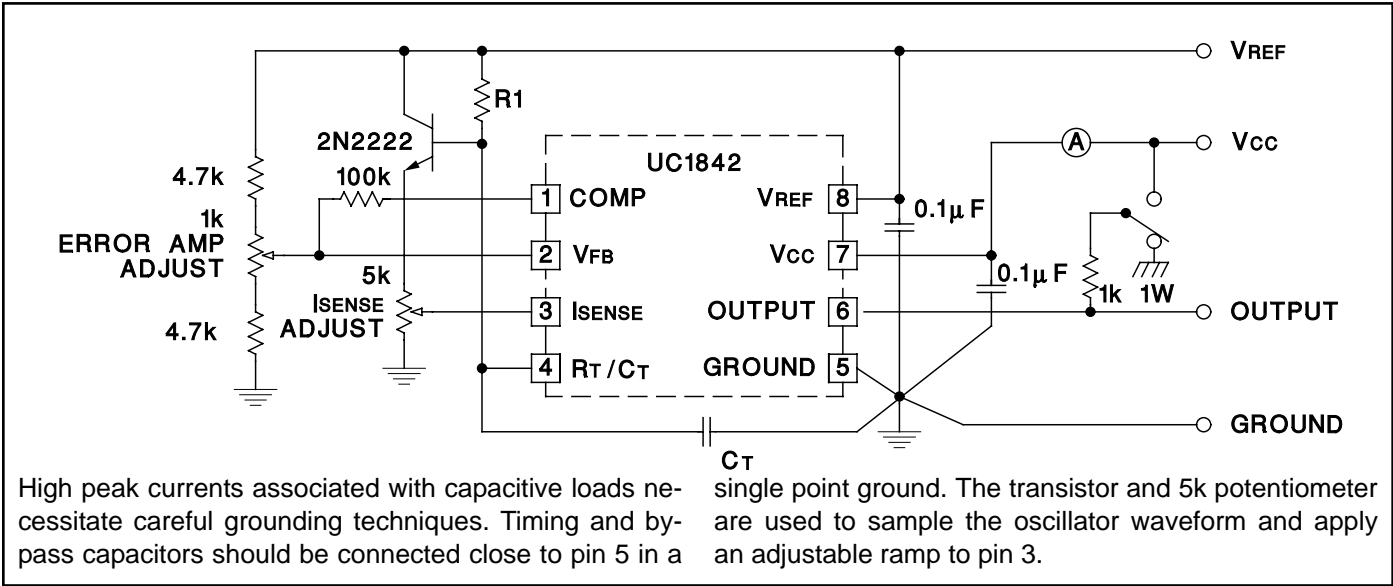 VREF
R1
2N2222
A
VCC
UC1842
4.7k
100k
1 COMP
VREF 8
0.1µF
1k
ERROR AMP
ADJUST
2 VFB
VCC 7
0.1µF
5k
ISENSE
ADJUST
3 ISENSE
OUTPUT 6
1k 1W
OUTPUT
4.7k
4 RT/CT
GROUND 5
GROUND
CT
High peak currents associated with capacitive loads ne-
cessitate careful grounding techniques. Timing and by-
pass capacitors should be connected close to pin 5 in a
single point ground. The transistor and 5k potentiometer
are used to sample the oscillator waveform and apply
an adjustable ramp to pin 3.